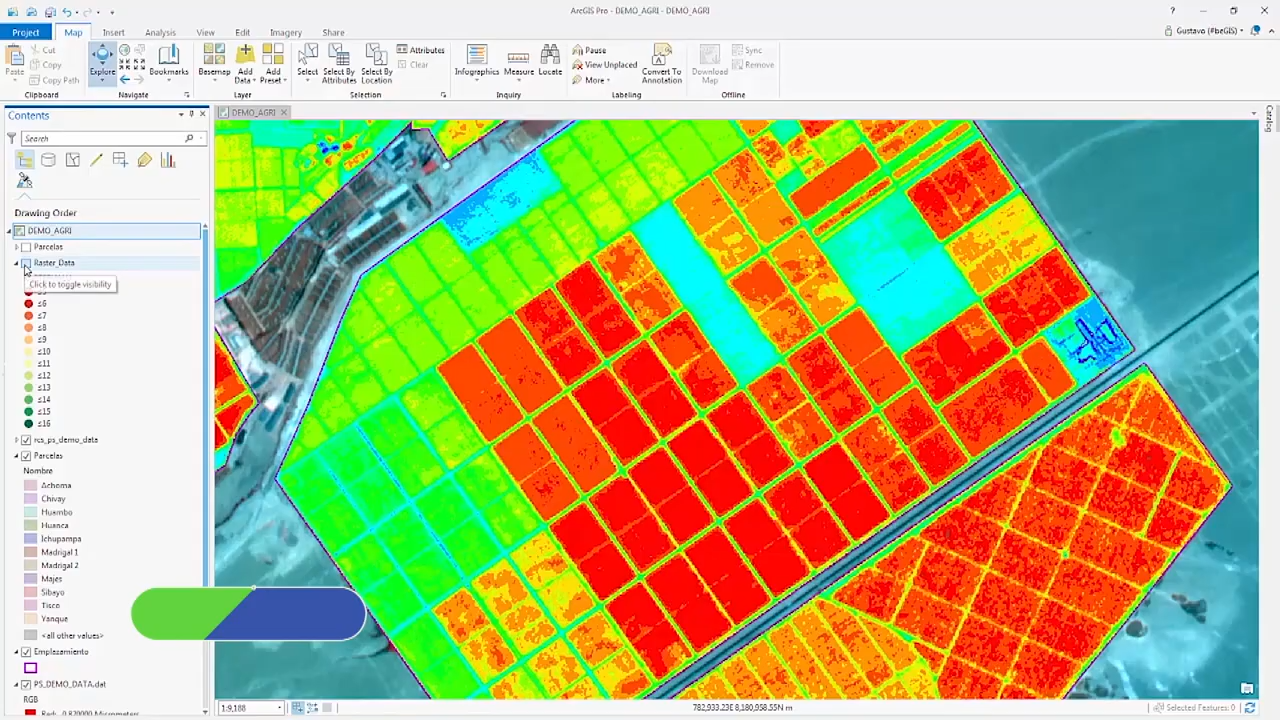 ArcGIS Pro - DEMO_AGRI - DEMO_AGRI
?
Project Map Insert Analysis View Edit Imagery Share
Gustavo (#beGIS)
Paste
Cut
Copy
Copy Path
Clipboard
Explore
Bookmarks
Navigate
Basemap
Add Data
Add Preset
Layer
Select
Select By Attributes
Select By Location
Attributes
Clear
Selection
Infographics
Measure
Locate
Inquiry
Pause
View Unplaced
More
Convert To Annotation
Labeling
Download Map
Sync
Remove
Offline
Contents
DEMO_AGRI
Catalog
Search
Drawing Order
DEMO_AGRI
Parcelas
Raster_Data
Click to toggle visibility
≤6
≤7
≤8
≤9
≤10
≤11
≤12
≤13
≤14
≤15
≤16
rcs_ps_demo_data
Parcelas
Nombre
Achoma
Chivay
Huambo
Huanca
Ichupampa
Madrigal 1
Madrigal 2
Majes
Sibayo
Tisco
Yanque
<all other values>
Emplazamiento
PS_DEMO_DATA.dat
RGB
1:9,188
782,933.23E 8,180,958.55N m
Selected Features: 0